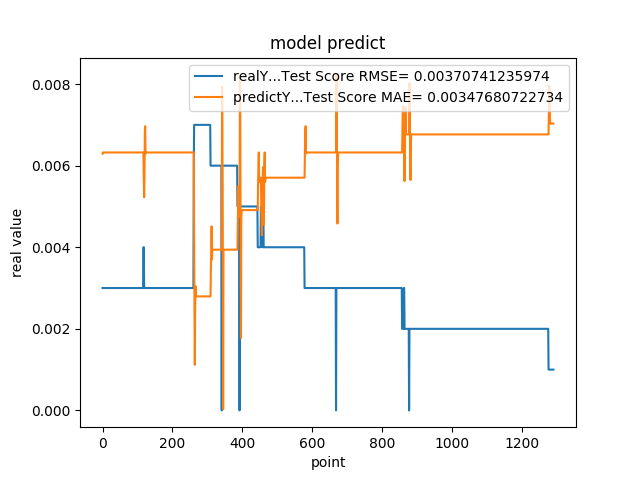 model predict
realY...Test Score RMSE= 0.00370741235974
predictY...Test Score MAE= 0.00347680722734
real value
0.008
0.006
0.004
0.002
0.000
0 200 400 600 800 1000 1200
point